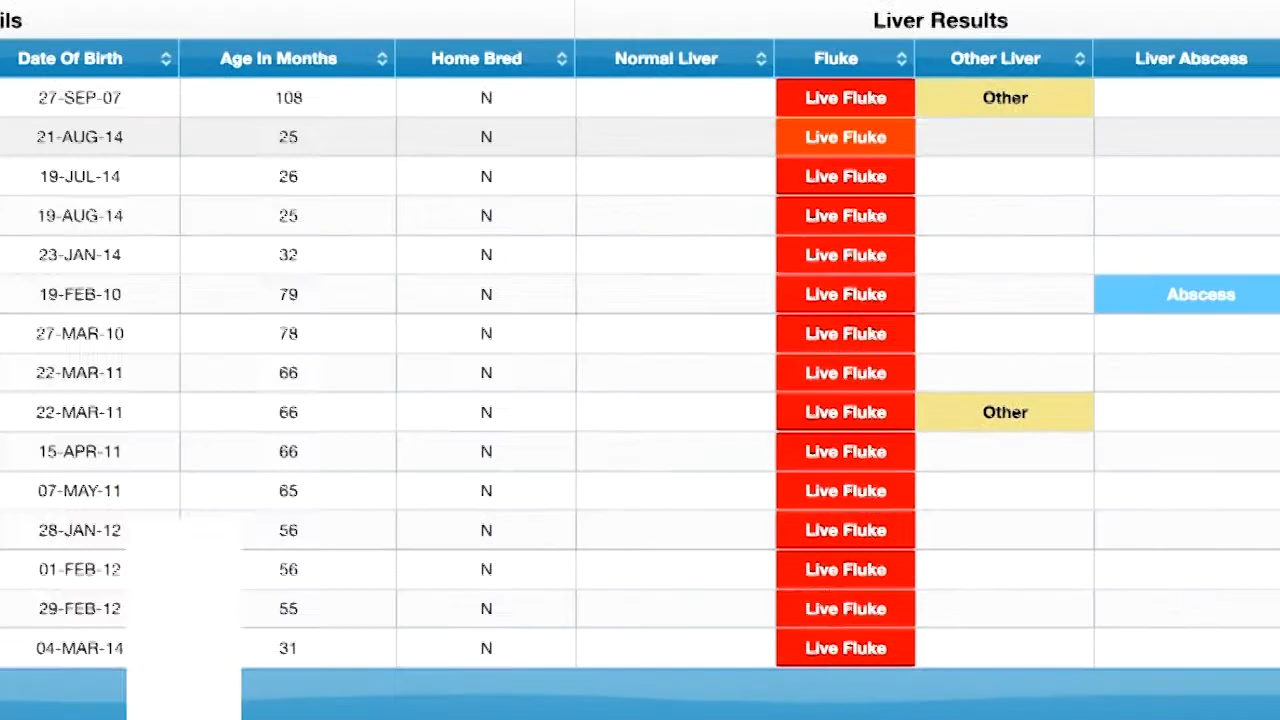 ils Liver Results
Date Of Birth Age In Months Home Bred Normal Liver Fluke Other Liver Liver Abscess
27-SEP-07 108 N Live Fluke Other
21-AUG-14 25 N Live Fluke
19-JUL-14 26 N Live Fluke
19-AUG-14 25 N Live Fluke
23-JAN-14 32 N Live Fluke
19-FEB-10 79 N Live Fluke Abscess
27-MAR-10 78 N Live Fluke
22-MAR-11 66 N Live Fluke
22-MAR-11 66 N Live Fluke Other
15-APR-11 66 N Live Fluke
07-MAY-11 65 N Live Fluke
28-JAN-12 56 N Live Fluke
01-FEB-12 56 N Live Fluke
29-FEB-12 55 N Live Fluke
04-MAR-14 31 N Live Fluke